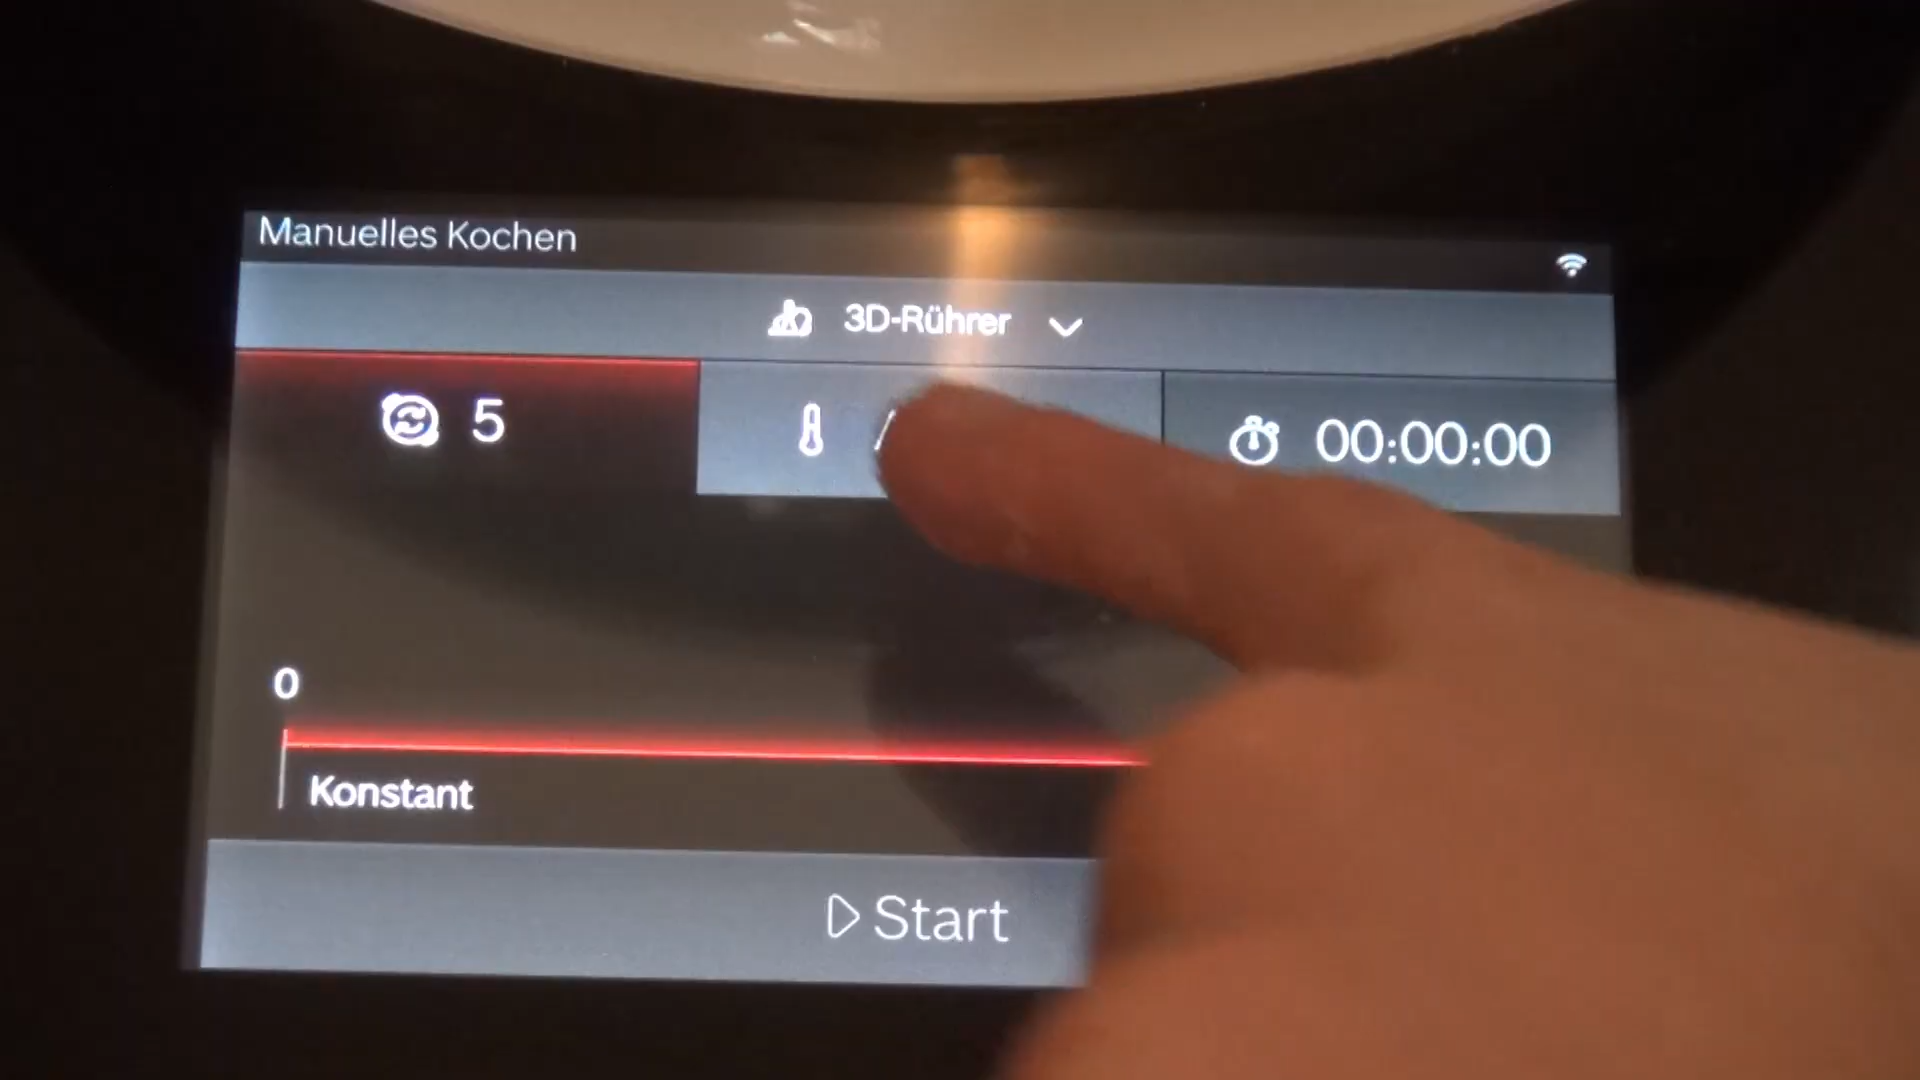 Manuelles Kochen
3D-Rührer
5
00:00:00
0
Konstant
Start